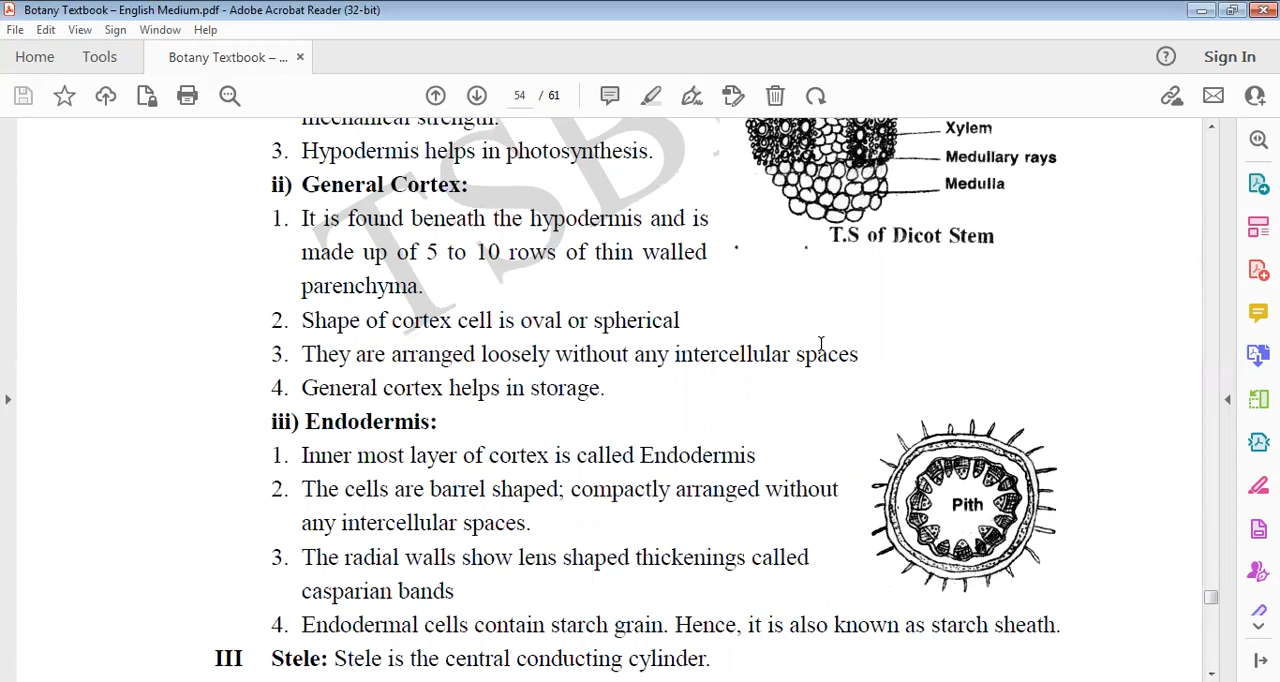 Botany Textbook – English Medium.pdf - Adobe Acrobat Reader (32-bit)
File Edit View Sign Window Help
Home Tools Botany Textbook – ... ×
? Sign In
54 / 61
mechanical strength.
3. Hypodermis helps in photosynthesis.
ii) General Cortex:
1. It is found beneath the hypodermis and is
made up of 5 to 10 rows of thin walled
parenchyma.
Xylem
Medullary rays
Medulla
T.S of Dicot Stem
2. Shape of cortex cell is oval or spherical
3. They are arranged loosely without any intercellular spaces
4. General cortex helps in storage.
iii) Endodermis:
1. Inner most layer of cortex is called Endodermis
2. The cells are barrel shaped; compactly arranged without
any intercellular spaces.
3. The radial walls show lens shaped thickenings called
casparian bands
Pith
4. Endodermal cells contain starch grain. Hence, it is also known as starch sheath.
III Stele: Stele is the central conducting cylinder.